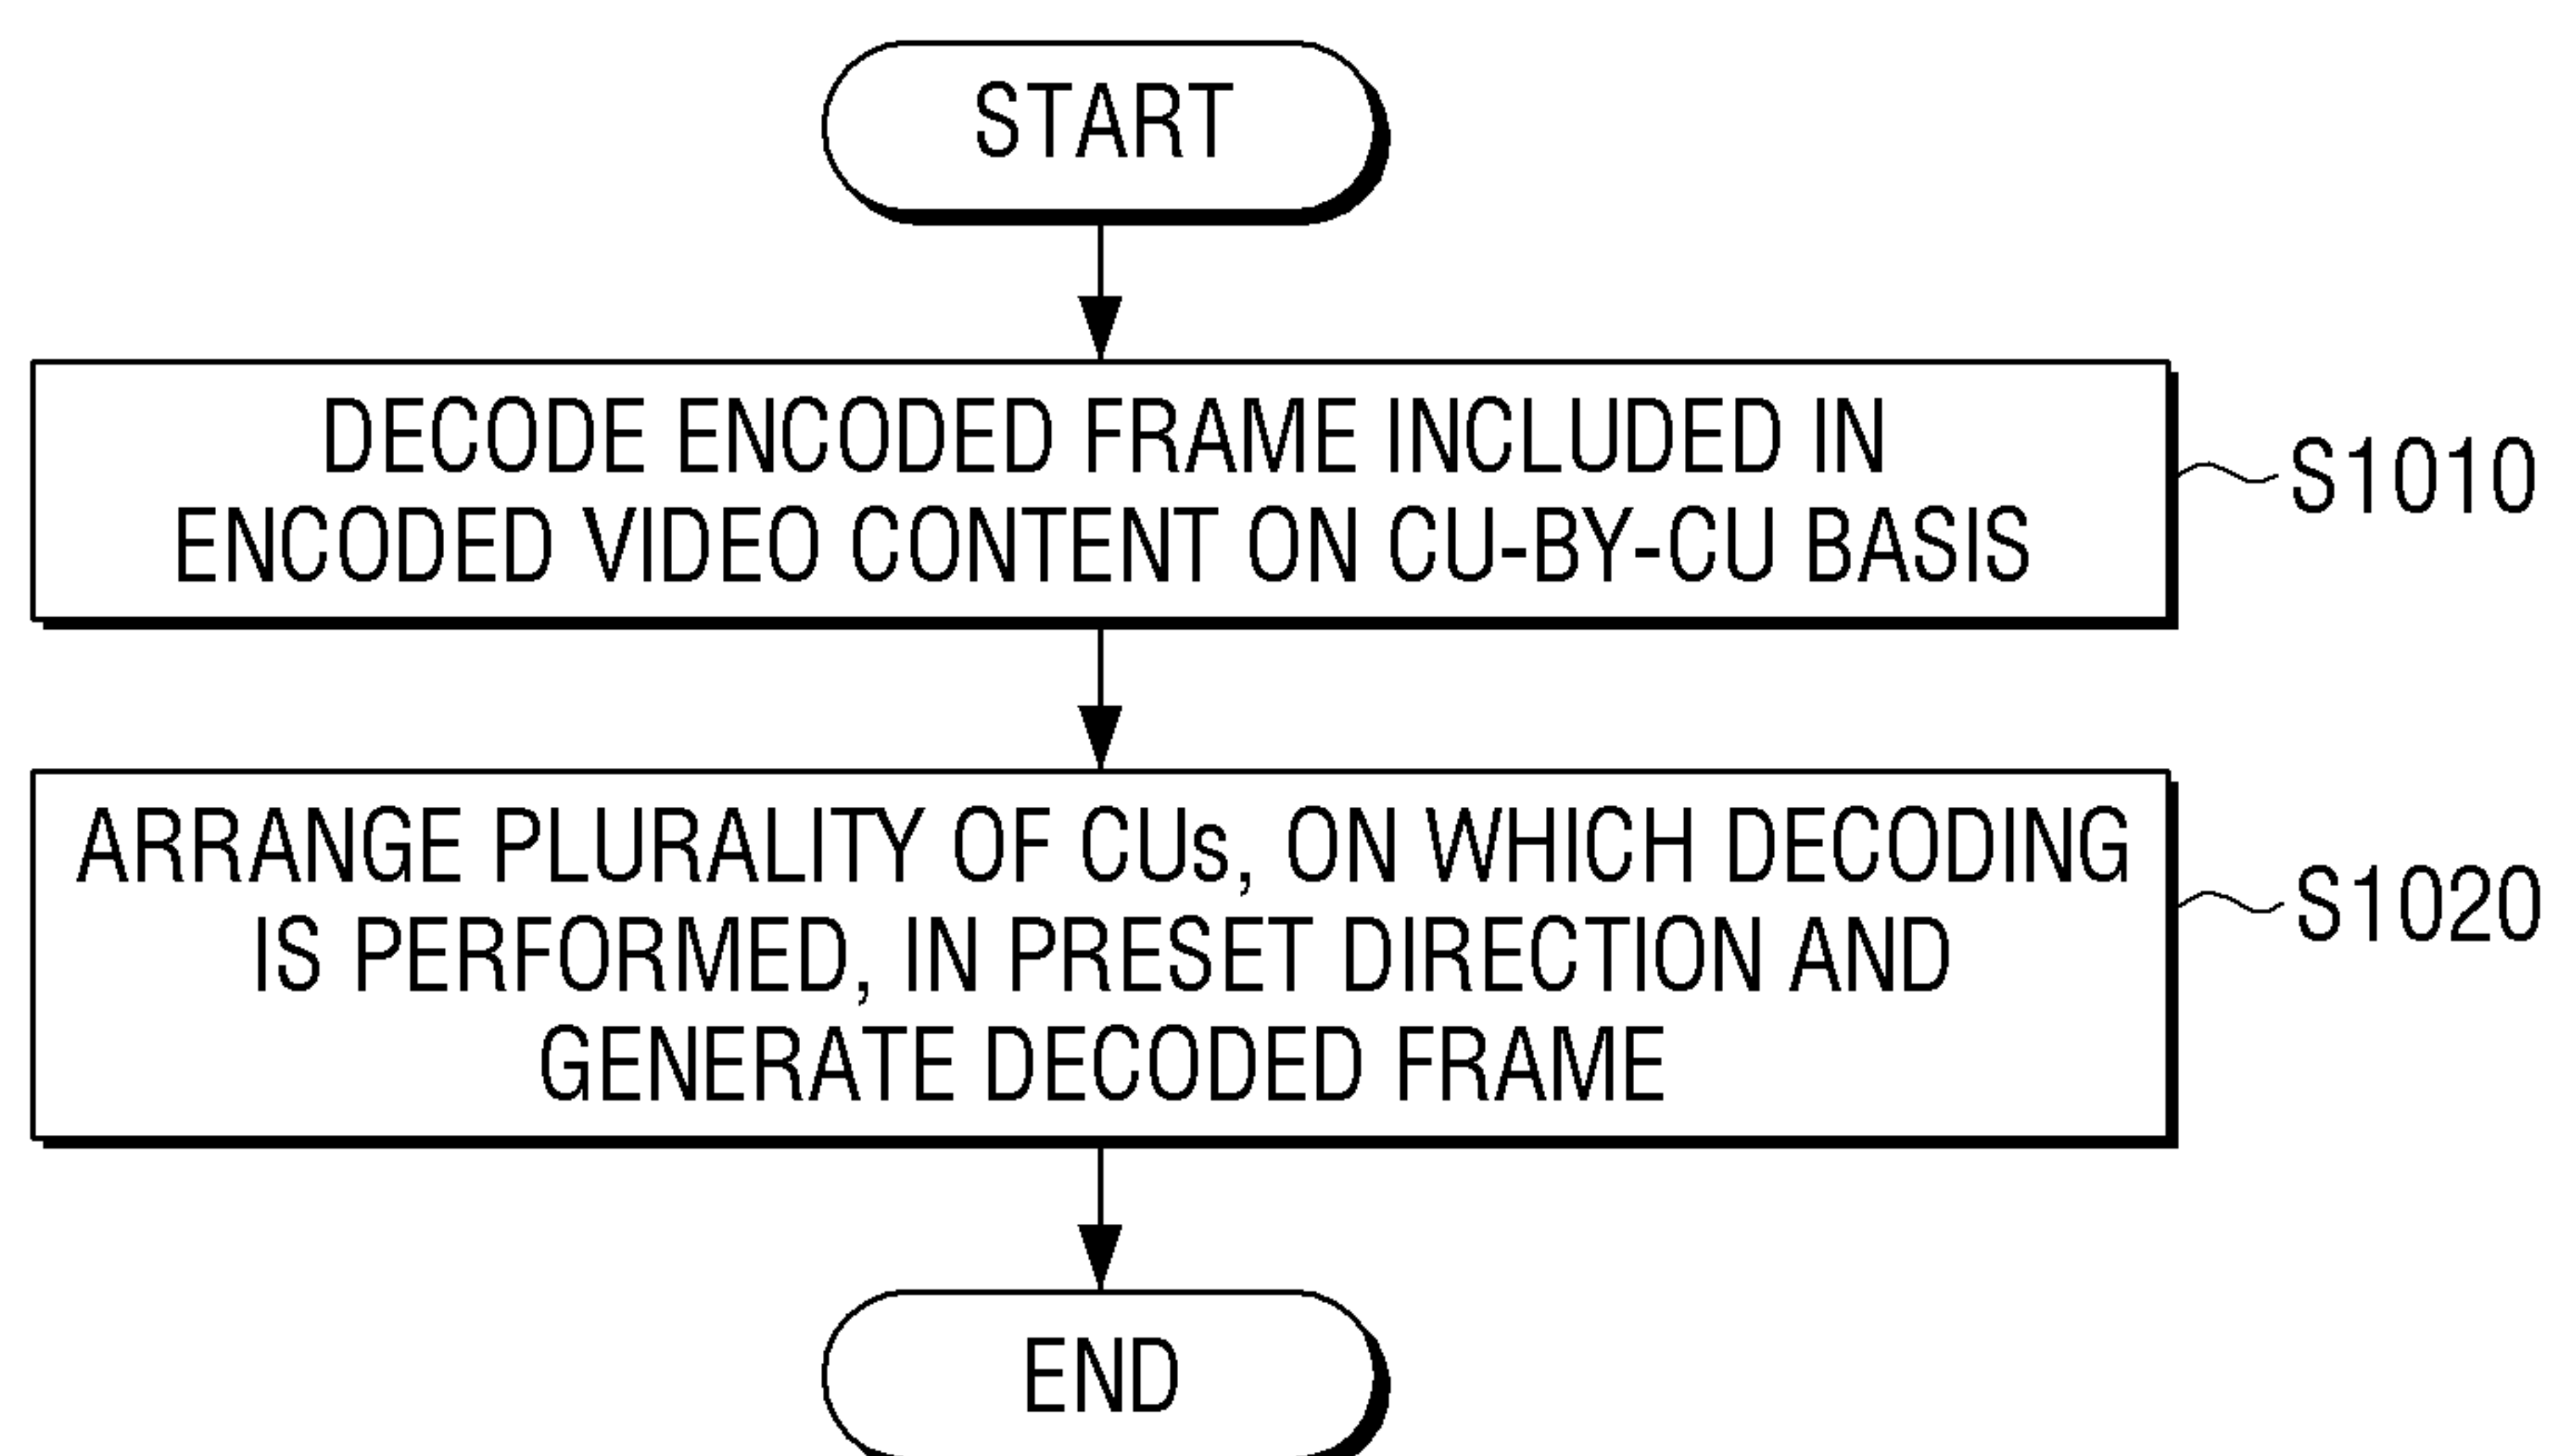 START
DECODE ENCODED FRAME INCLUDED IN
ENCODED VIDEO CONTENT ON CU-BY-CU BASIS
S1010
ARRANGE PLURALITY OF CUs, ON WHICH DECODING
IS PERFORMED, IN PRESET DIRECTION AND
GENERATE DECODED FRAME
S1020
END